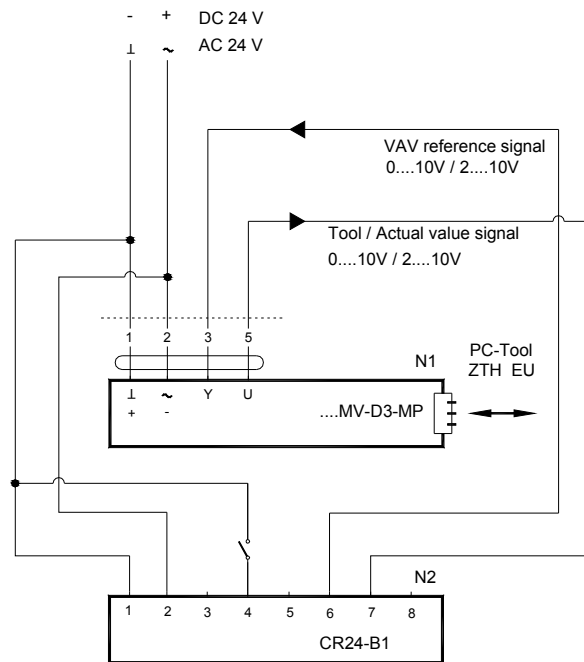 - + DC 24 V
⊥ ~ AC 24 V
VAV reference signal
0....10V / 2....10V
Tool / Actual value signal
0....10V / 2....10V
1 2 3 5
N1
PC-Tool
ZTH EU
⊥ ~ Y U
+ -
....MV-D3-MP
N2
1 2 3 4 5 6 7 8
CR24-B1